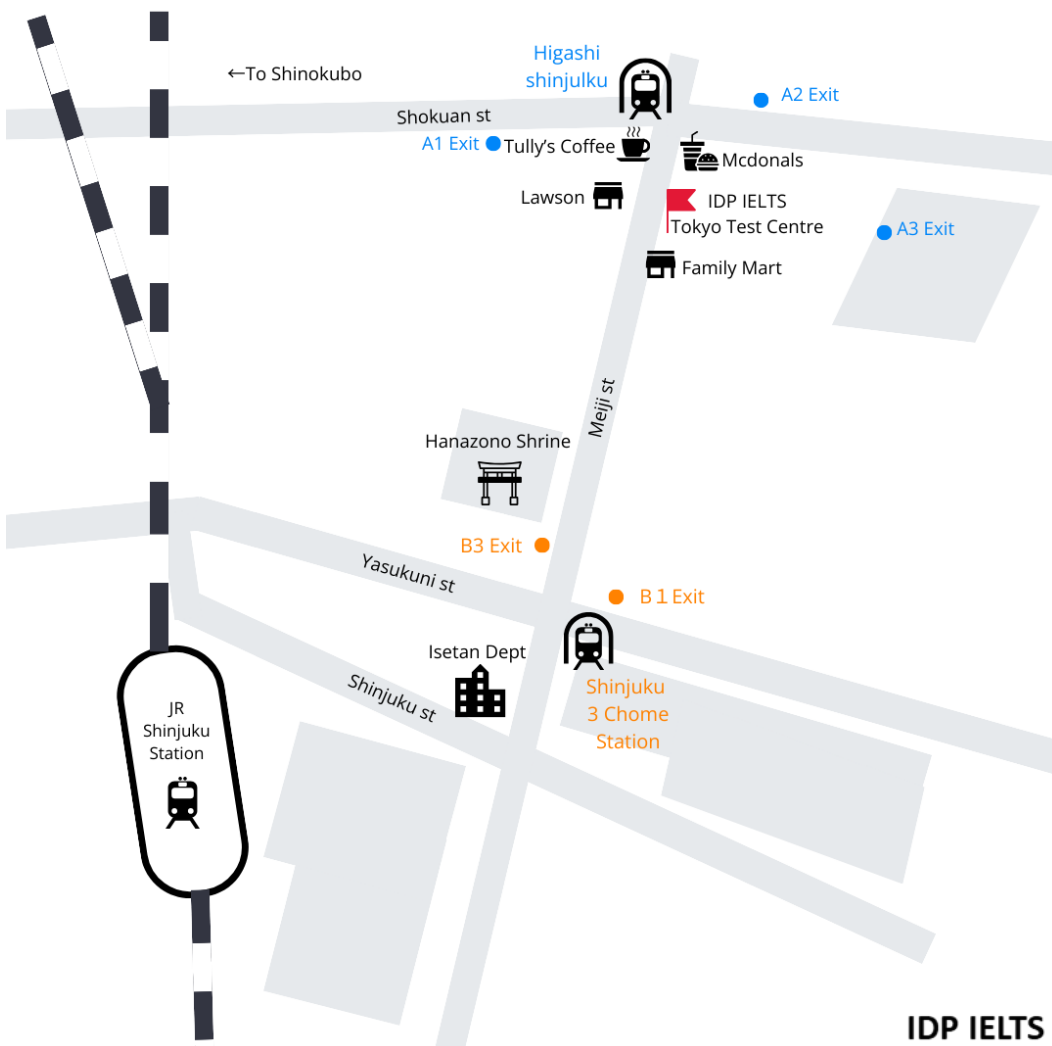 ←To Shinokubo
Higashi
shinjulku
A2 Exit
Shokuan st
A1 Exit
Tully's Coffee
Mcdonals
Lawson
IDP IELTS
Tokyo Test Centre
A3 Exit
Family Mart
Meiji st
Hanazono Shrine
B3 Exit
Yasukuni st
B１Exit
Isetan Dept
Shinjuku st
Shinjuku
3 Chome
Station
JR
Shinjuku
Station
IDP IELTS